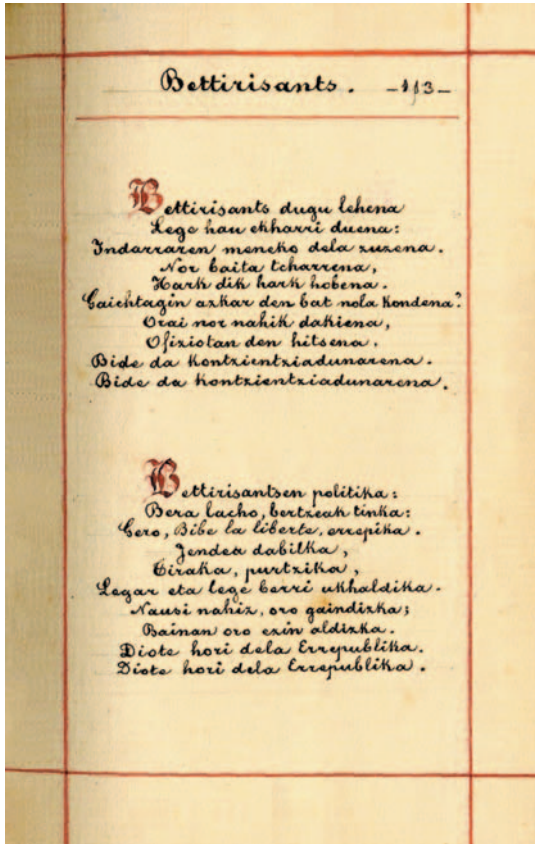 Bettirisants. -113-
Bettirisants dugu lehena
Lege hau ekharri duena:
Indarraren meneko dela zuzena.
Nor baita tcharrena,
Hark dik hark hobena.
Gaichtagin azkar den bat nola kondena?
Orai nor nahik dakiena,
Ofiziotan den hitsena,
Bide da kontzientziadunarena.
Bide da kontzientziadunarena.
Bettirisantsen politika:
Bera lacho, bertzeak tinka:
Gero, Bibe la liberte, errepika.
Jendea dabilka,
Tiraka, purtzika,
Legar eta lege berri ukhaldika.
Nausi nahiz, oro gaindizka;
Bainan oro ezin aldizka.
Diote hori dela Errepublika.
Diote hori dela Errepublika.